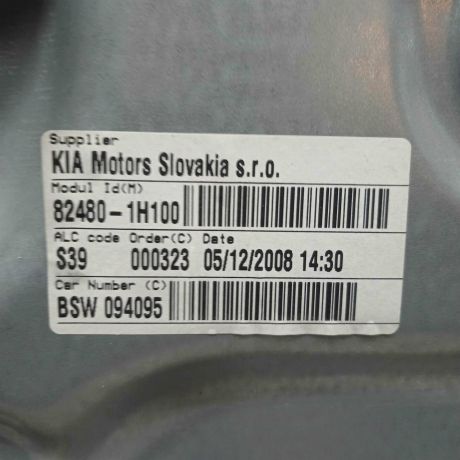 Supplier
KIA Motors Slovakia s.r.o.
Modul Id(M)
82480-1H100
ALC code Order(C) Date
S39 000323 05/12/2008 14:30
Car Number (C)
BSW 094095